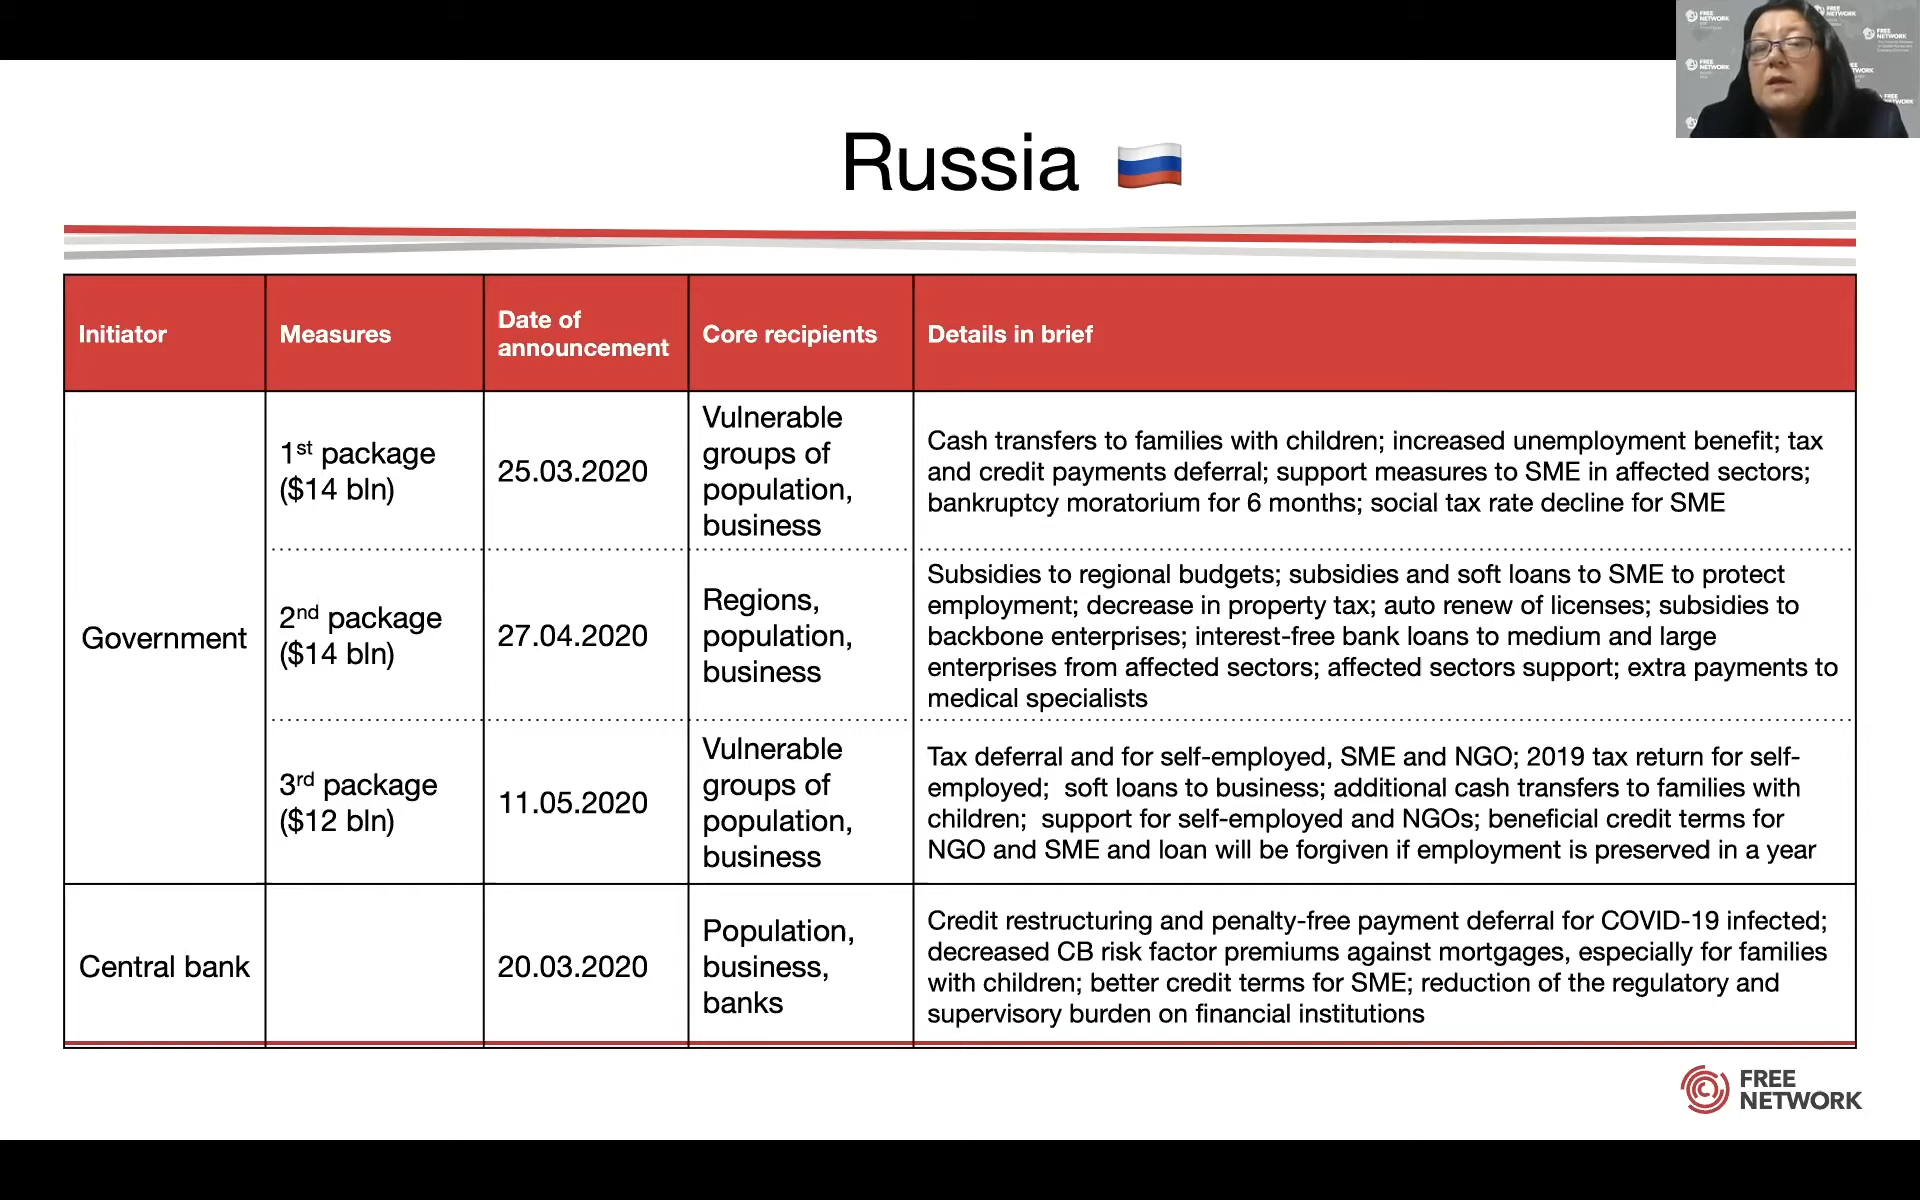 FREE
NETWORK
FREE
NETWORK
FREE
NETWORK
FREE
NETWORK
Russia
Initiator
Measures
Date of
announcement
Core recipients
Details in brief
Government
1st package
($14 bln)
25.03.2020
Vulnerable
groups of
population,
business
Cash transfers to families with children; increased unemployment benefit; tax
and credit payments deferral; support measures to SME in affected sectors;
bankruptcy moratorium for 6 months; social tax rate decline for SME
2nd package
($14 bln)
27.04.2020
Regions,
population,
business
Subsidies to regional budgets; subsidies and soft loans to SME to protect
employment; decrease in property tax; auto renew of licenses; subsidies to
backbone enterprises; interest-free bank loans to medium and large
enterprises from affected sectors; affected sectors support; extra payments to
medical specialists
3rd package
($12 bln)
11.05.2020
Vulnerable
groups of
population,
business
Tax deferral and for self-employed, SME and NGO; 2019 tax return for self-
employed;  soft loans to business; additional cash transfers to families with
children;  support for self-employed and NGOs; beneficial credit terms for
NGO and SME and loan will be forgiven if employment is preserved in a year
Central bank
20.03.2020
Population,
business,
banks
Credit restructuring and penalty-free payment deferral for COVID-19 infected;
decreased CB risk factor premiums against mortgages, especially for families
with children; better credit terms for SME; reduction of the regulatory and
supervisory burden on financial institutions
FREE
NETWORK